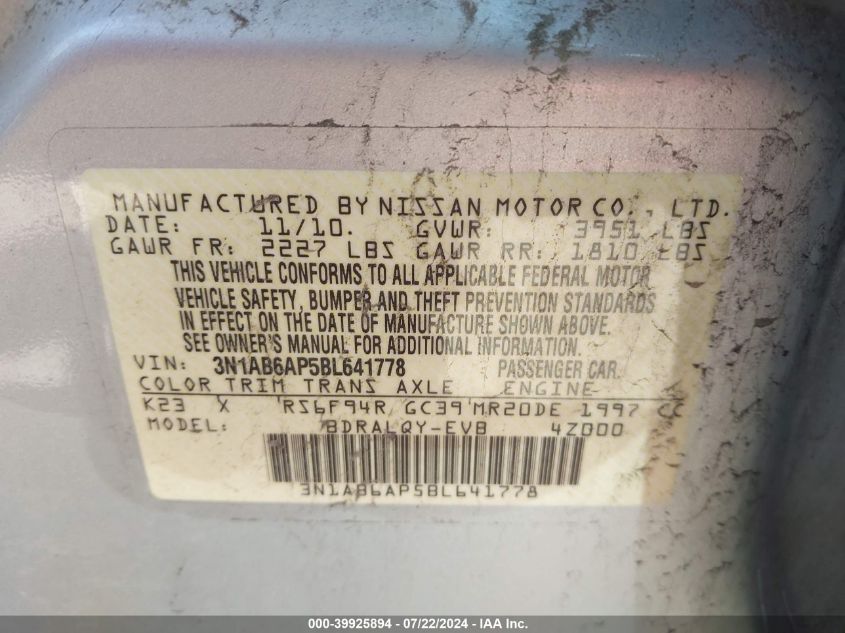 MANUFACTURED BY NISSAN MOTOR CO., LTD.
DATE: 11/10. GVWR: 3951 LBS
GAWR FR: 2227 LBS GAWR RR: 1810 LBS
THIS VEHICLE CONFORMS TO ALL APPLICABLE FEDERAL MOTOR
VEHICLE SAFETY, BUMPER AND THEFT PREVENTION STANDARDS
IN EFFECT ON THE DATE OF MANUFACTURE SHOWN ABOVE.
SEE OWNER'S MANUAL FOR ADDITIONAL INFORMATION.
VIN: 3N1AB6AP5BL641778 PASSENGER CAR.
COLOR TRIM TRANS AXLE ENGINE
K23 X RS6F94R GC39 MR20DE 1997 CC
MODEL: BDRALQY-EVB 4Z000
3N1AB6AP5BL641778
000-39925894 / 07/22/2024 - IAA Inc.